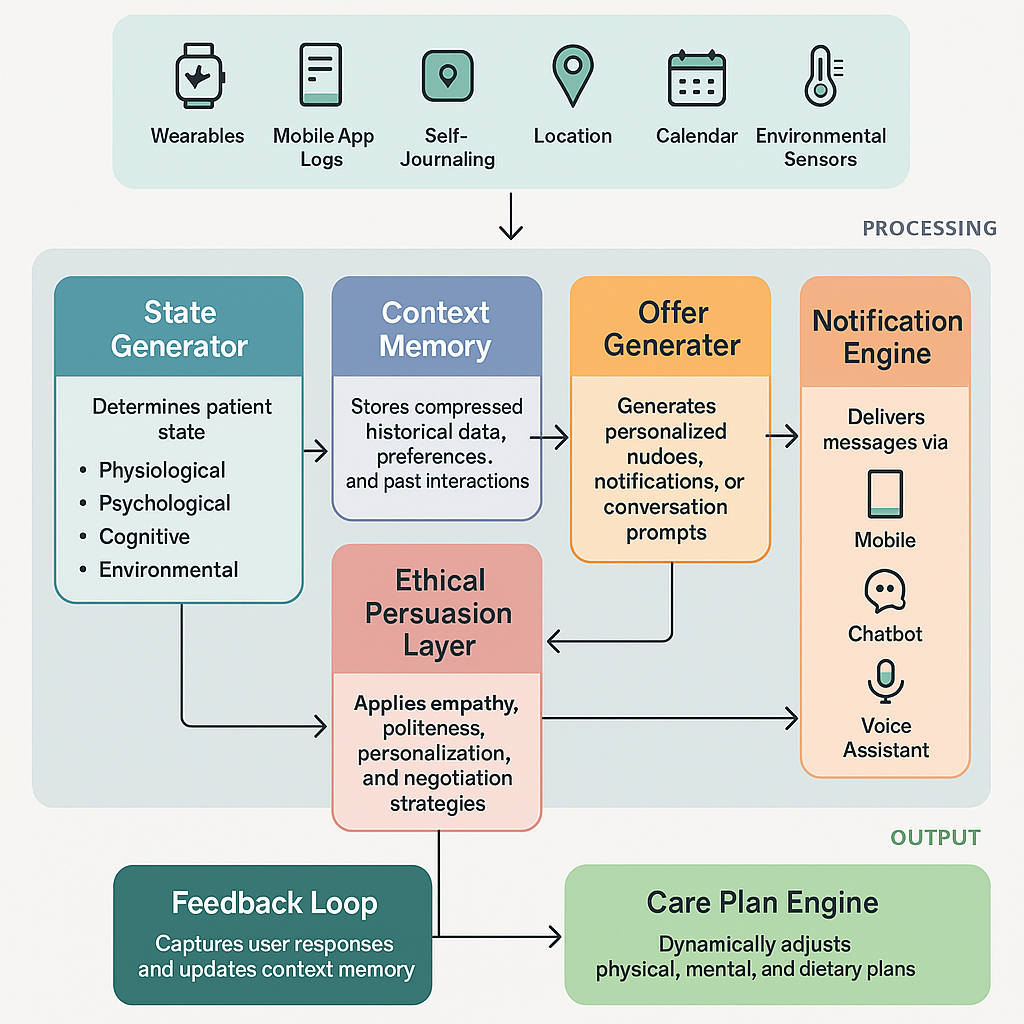 Wearables
Mobile App
Logs
Self-
Journaling
Location
Calendar
Environmental
Sensors
PROCESSING
State
Generator
Determines patient
state
• Physiological
• Psychological
• Cognitive
• Environmental
Context
Memory
Stores compressed
historical data,
preferences.
and past interactions
Offer
Generater
Generates
personalized
nudoes,
notifications, or
conversation
prompts
Notification
Engine
Delivers
messages via
Mobile
Chatbot
Voice
Assistant
Ethical
Persuasion
Layer
Applies empathy,
politeness,
personalization,
and negotiation
strategies
OUTPUT
Feedback Loop
Captures user responses
and updates context memory
Care Plan Engine
Dynamically adjusts
physical, mental, and dietary plans